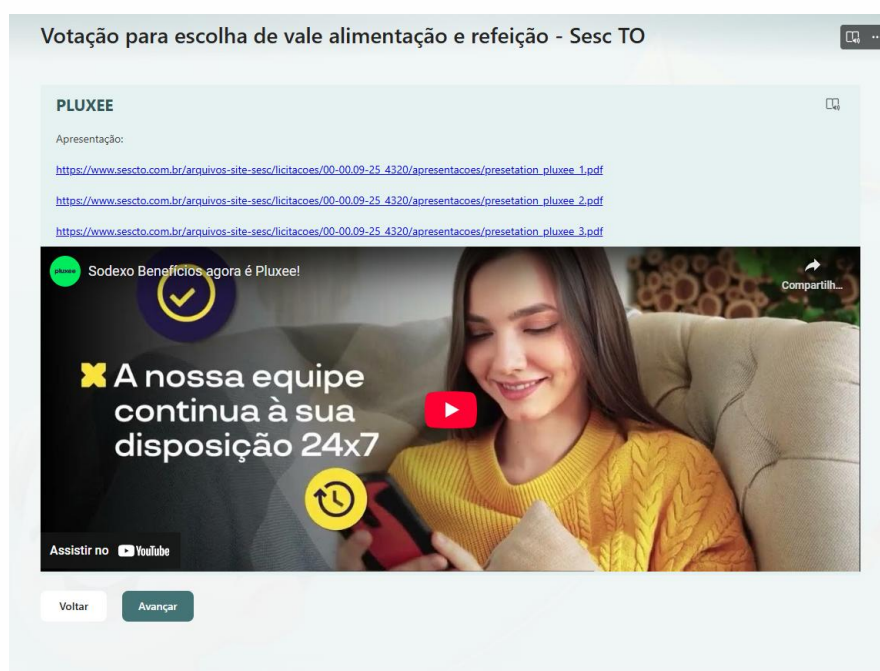 Votação para escolha de vale alimentação e refeição - Sesc TO
PLUXEE
Apresentação:
https://www.sescto.com.br/arquivos-site-sesc/licitacoes/00-00.09-25_4320/apresentacoes/presetation_pluxee_1.pdf
https://www.sescto.com.br/arquivos-site-sesc/licitacoes/00-00.09-25_4320/apresentacoes/presetation_pluxee_2.pdf
https://www.sescto.com.br/arquivos-site-sesc/licitacoes/00-00.09-25_4320/apresentacoes/presetation_pluxee_3.pdf
pluxee
Sodexo Benefícios agora é Pluxee!
Compartilh...
A nossa equipe
continua à sua
disposição 24x7
Assistir no YouTube
Voltar
Avançar